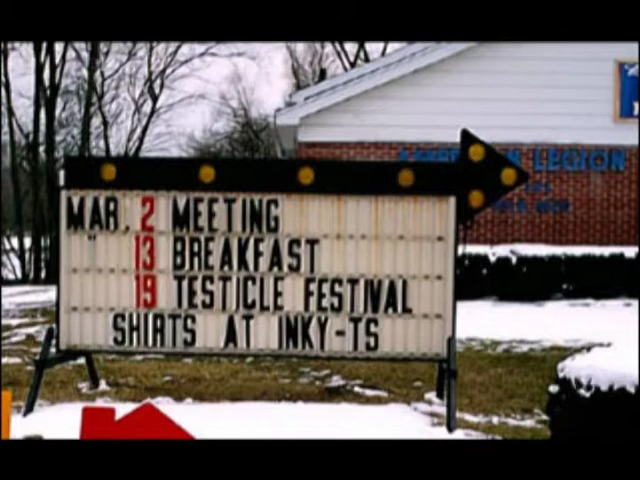 MAR. 2 MEETING
" 13 BREAKFAST
19 TESTICLE FESTIVAL
SHIRTS AT INKY-TS
LEGION